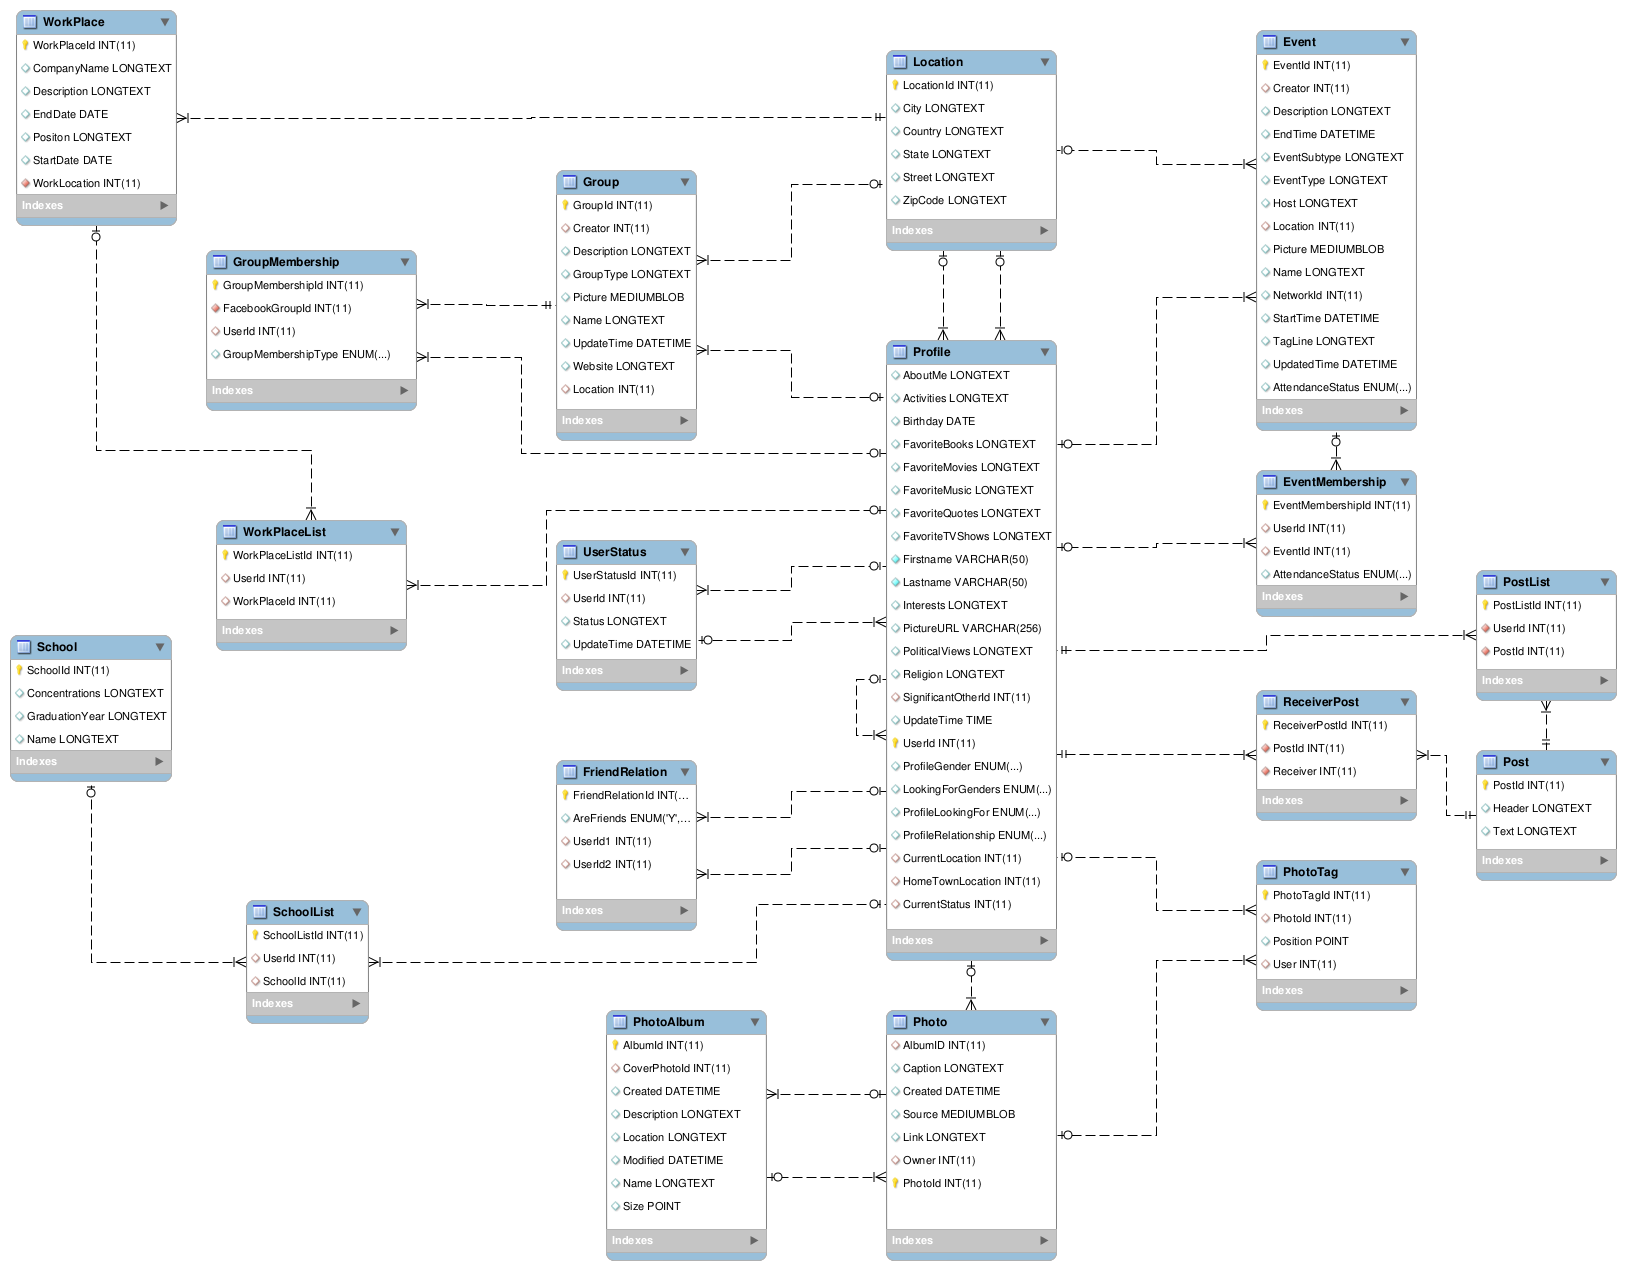 WorkPlace
WorkPlaceId INT(11)
CompanyName LONGTEXT
Description LONGTEXT
EndDate DATE
Positon LONGTEXT
StartDate DATE
WorkLocation INT(11)
Indexes
Location
LocationId INT(11)
City LONGTEXT
Country LONGTEXT
State LONGTEXT
Street LONGTEXT
ZipCode LONGTEXT
Indexes
Event
EventId INT(11)
Creator INT(11)
Description LONGTEXT
EndTime DATETIME
EventSubtype LONGTEXT
EventType LONGTEXT
Host LONGTEXT
Location INT(11)
Picture MEDIUMBLOB
Name LONGTEXT
NetworkId INT(11)
StartTime DATETIME
TagLine LONGTEXT
UpdatedTime DATETIME
AttendanceStatus ENUM(...)
Indexes
Group
GroupId INT(11)
Creator INT(11)
Description LONGTEXT
GroupType LONGTEXT
Picture MEDIUMBLOB
Name LONGTEXT
UpdateTime DATETIME
Website LONGTEXT
Location INT(11)
Indexes
GroupMembership
GroupMembershipId INT(11)
FacebookGroupId INT(11)
UserId INT(11)
GroupMembershipType ENUM(...)
Indexes
Profile
AboutMe LONGTEXT
Activities LONGTEXT
Birthday DATE
FavoriteBooks LONGTEXT
FavoriteMovies LONGTEXT
FavoriteMusic LONGTEXT
FavoriteQuotes LONGTEXT
FavoriteTVShows LONGTEXT
Firstname VARCHAR(50)
Lastname VARCHAR(50)
Interests LONGTEXT
PictureURL VARCHAR(256)
PoliticalViews LONGTEXT
Religion LONGTEXT
SignificantOtherId INT(11)
UpdateTime TIME
UserId INT(11)
ProfileGender ENUM(...)
LookingForGenders ENUM(...)
ProfileLookingFor ENUM(...)
ProfileRelationship ENUM(...)
CurrentLocation INT(11)
HomeTownLocation INT(11)
CurrentStatus INT(11)
Indexes
EventMembership
EventMembershipId INT(11)
UserId INT(11)
EventId INT(11)
AttendanceStatus ENUM(...)
Indexes
WorkPlaceList
WorkPlaceListId INT(11)
UserId INT(11)
WorkPlaceId INT(11)
Indexes
UserStatus
UserStatusId INT(11)
UserId INT(11)
Status LONGTEXT
UpdateTime DATETIME
Indexes
PostList
PostListId INT(11)
UserId INT(11)
PostId INT(11)
Indexes
School
SchoolId INT(11)
Concentrations LONGTEXT
GraduationYear LONGTEXT
Name LONGTEXT
Indexes
ReceiverPost
ReceiverPostId INT(11)
PostId INT(11)
Receiver INT(11)
Indexes
Post
PostId INT(11)
Header LONGTEXT
Text LONGTEXT
Indexes
FriendRelation
FriendRelationId INT(...
AreFriends ENUM('Y',...
UserId1 INT(11)
UserId2 INT(11)
Indexes
PhotoTag
PhotoTagId INT(11)
PhotoId INT(11)
Position POINT
User INT(11)
Indexes
SchoolList
SchoolListId INT(11)
UserId INT(11)
SchoolId INT(11)
Indexes
PhotoAlbum
AlbumId INT(11)
CoverPhotoId INT(11)
Created DATETIME
Description LONGTEXT
Location LONGTEXT
Modified DATETIME
Name LONGTEXT
Size POINT
Indexes
Photo
AlbumID INT(11)
Caption LONGTEXT
Created DATETIME
Source MEDIUMBLOB
Link LONGTEXT
Owner INT(11)
PhotoId INT(11)
Indexes